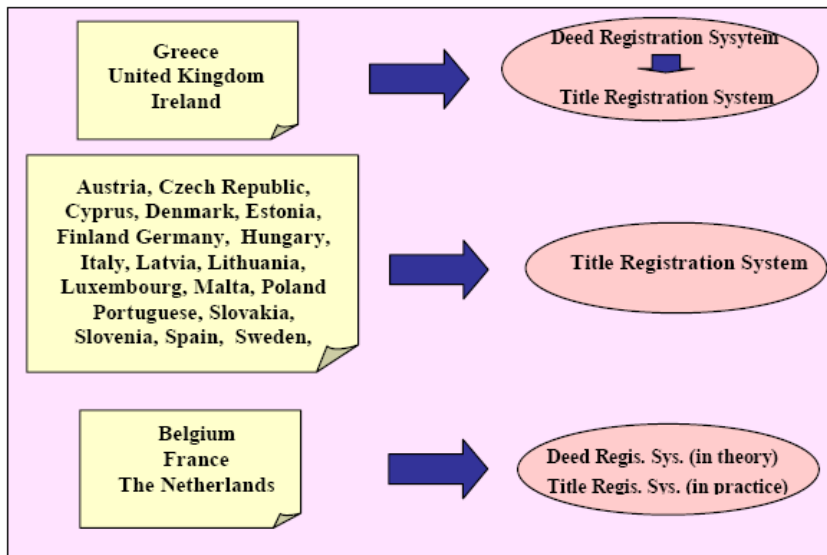 Greece
United Kingdom
Ireland
Deed Registration Sysytem
Title Registration System
Austria, Czech Republic,
Cyprus, Denmark, Estonia,
Finland Germany, Hungary,
Italy, Latvia, Lithuania,
Luxembourg, Malta, Poland
Portuguese, Slovakia,
Slovenia, Spain, Sweden,
Title Registration System
Belgium
France
The Netherlands
Deed Regis. Sys. (in theory)
Title Regis. Sys. (in practice)